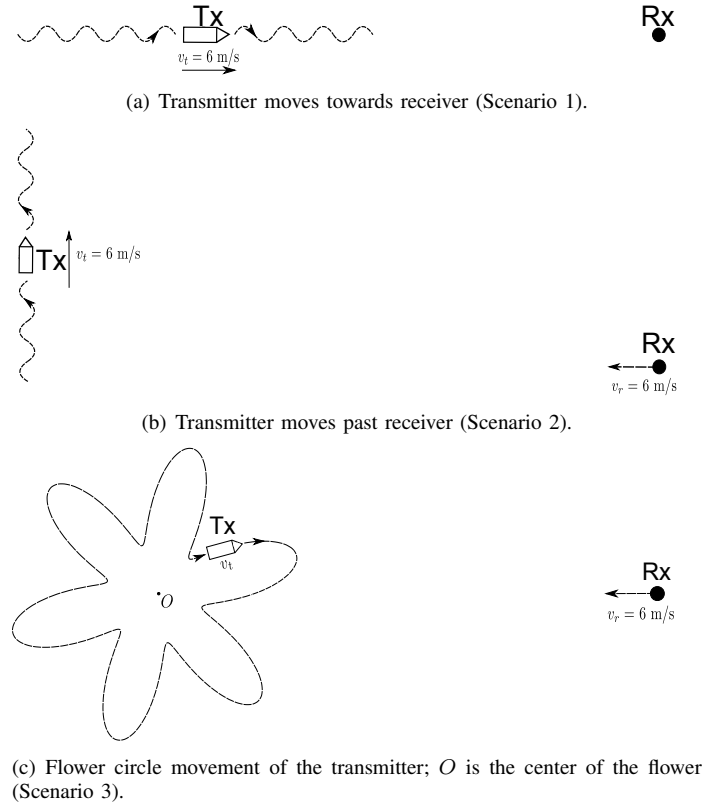 Tx
Rx
v_t = 6 m/s
(a) Transmitter moves towards receiver (Scenario 1).
Tx
v_t = 6 m/s
Rx
v_r = 6 m/s
(b) Transmitter moves past receiver (Scenario 2).
Tx
v_t
O
Rx
v_r = 6 m/s
(c) Flower circle movement of the transmitter; O is the center of the flower
(Scenario 3).